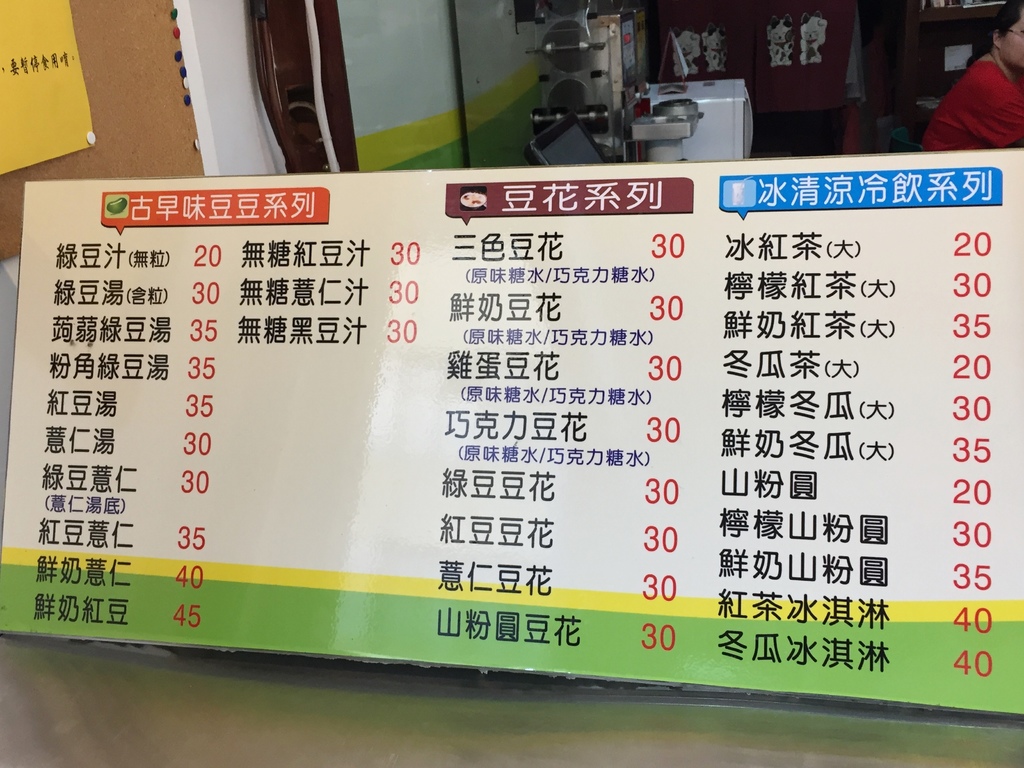 ，要暫停食用唷。
古早味豆豆系列
綠豆汁(無粒) 20
綠豆湯(含粒) 30
蒟蒻綠豆湯 35
粉角綠豆湯 35
紅豆湯 35
薏仁湯 30
綠豆薏仁 30
(薏仁湯底)
紅豆薏仁 35
鮮奶薏仁 40
鮮奶紅豆 45
無糖紅豆汁 30
無糖薏仁汁 30
無糖黑豆汁 30
豆花系列
三色豆花 30
(原味糖水/巧克力糖水)
鮮奶豆花 30
(原味糖水/巧克力糖水)
雞蛋豆花 30
(原味糖水/巧克力糖水)
巧克力豆花 30
(原味糖水/巧克力糖水)
綠豆豆花 30
紅豆豆花 30
薏仁豆花 30
山粉圓豆花 30
冰清涼冷飲系列
冰紅茶(大) 20
檸檬紅茶(大) 30
鮮奶紅茶(大) 35
冬瓜茶(大) 20
檸檬冬瓜(大) 30
鮮奶冬瓜(大) 35
山粉圓 20
檸檬山粉圓 30
鮮奶山粉圓 35
紅茶冰淇淋 40
冬瓜冰淇淋 40